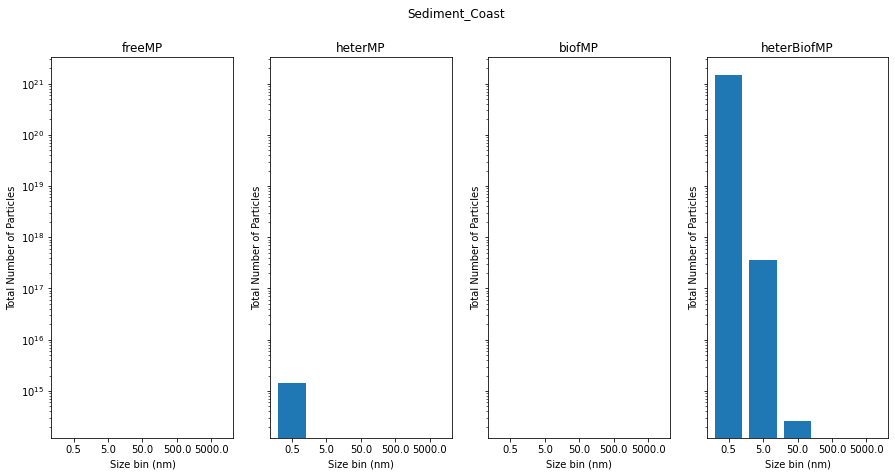 Sediment_Coast
freeMP
heterMP
biofMP
heterBiofMP
Total Number of Particles
10^21
10^20
10^19
10^18
10^17
10^16
10^15
0.5 5.0 50.0 500.0 5000.0
Size bin (nm)
Total Number of Particles
0.5 5.0 50.0 500.0 5000.0
Size bin (nm)
Total Number of Particles
0.5 5.0 50.0 500.0 5000.0
Size bin (nm)
Total Number of Particles
0.5 5.0 50.0 500.0 5000.0
Size bin (nm)